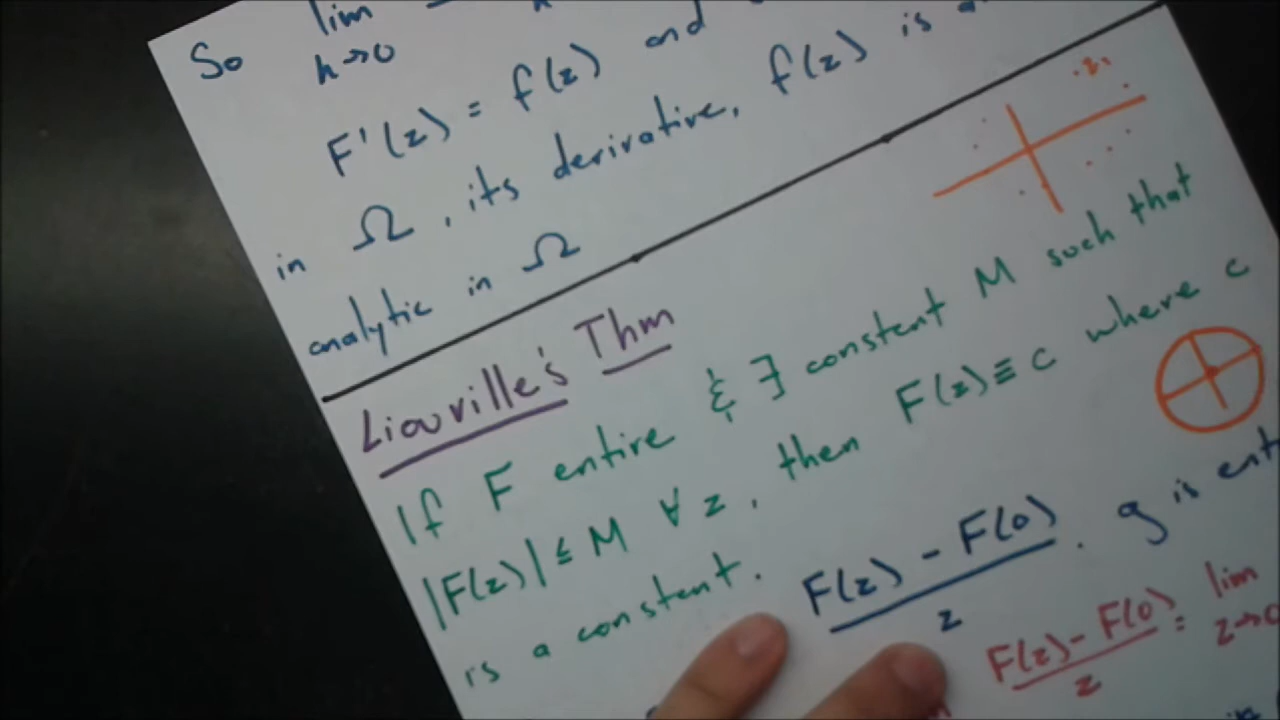 So lim
h→0
F'(z) = f(z) and
in Ω, its derivative, f(z) is
analytic in Ω
Liouville's Thm
If F entire & ∃ constant M such that
|F(z)| ≤ M ∀ z, then F(z) ≡ c where c
is a constant.
F(z) - F(0)
z
. g is
F(z) - F(0) = lim
z z→0